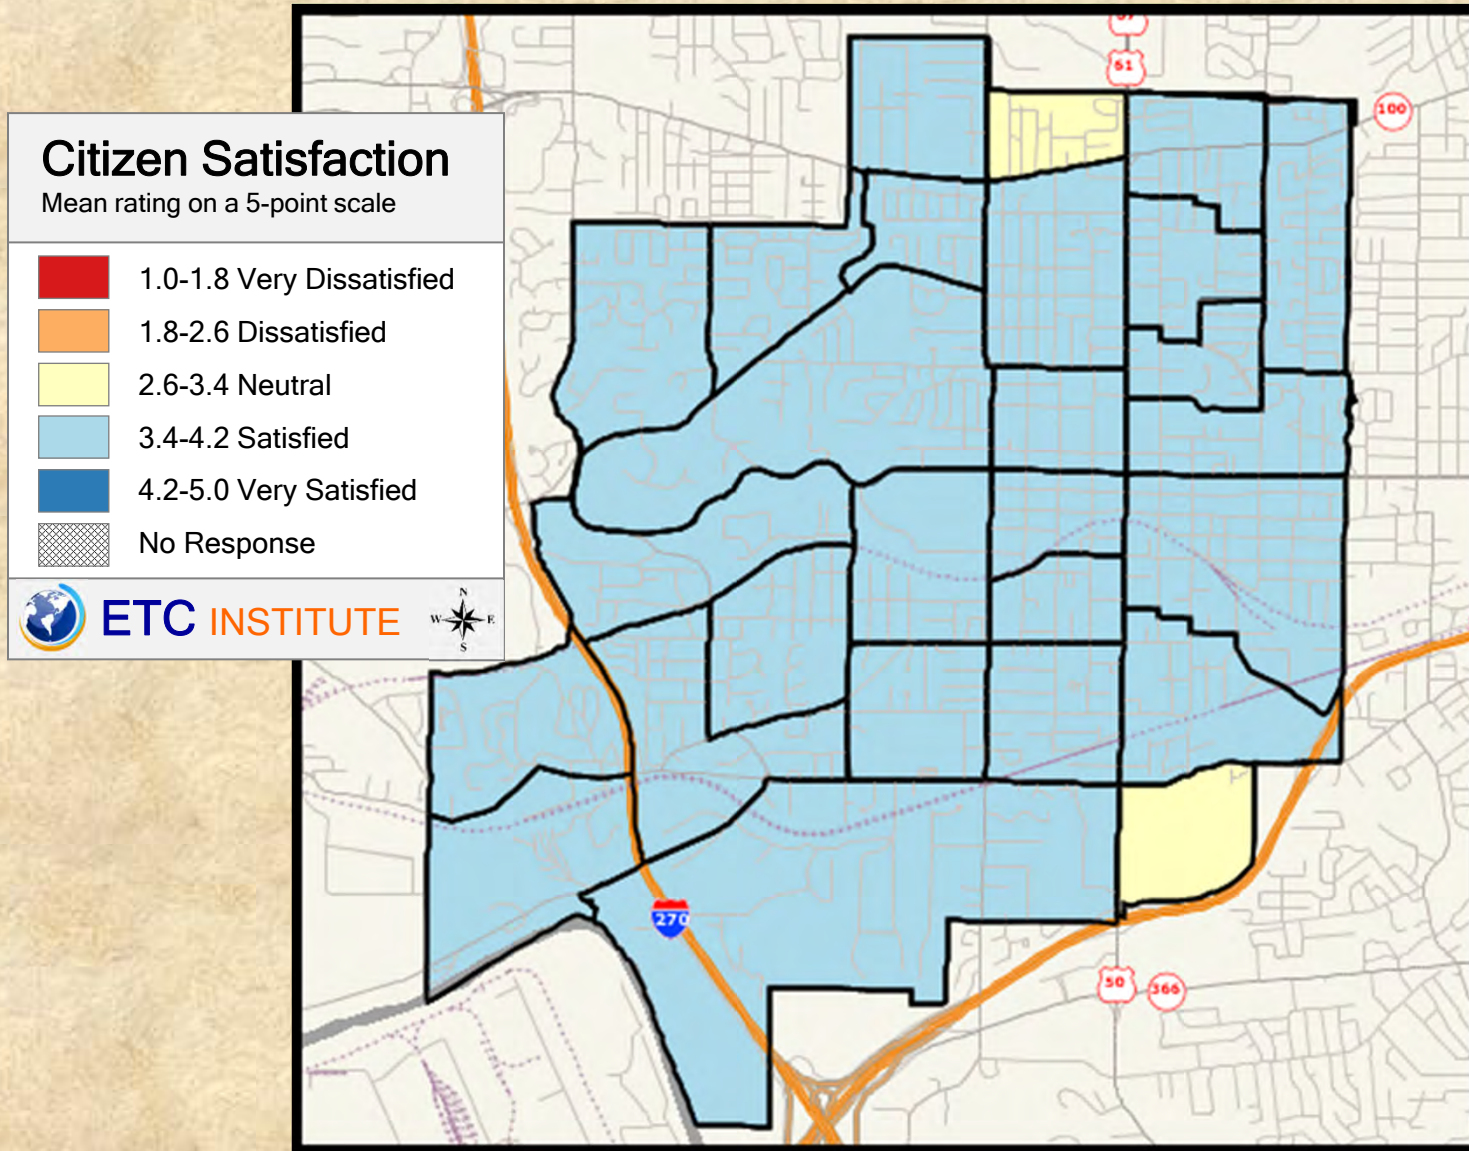 61
100
Citizen Satisfaction
Mean rating on a 5-point scale
1.0-1.8 Very Dissatisfied
1.8-2.6 Dissatisfied
2.6-3.4 Neutral
3.4-4.2 Satisfied
4.2-5.0 Very Satisfied
No Response
ETC INSTITUTE
N
W E
S
270
50 366